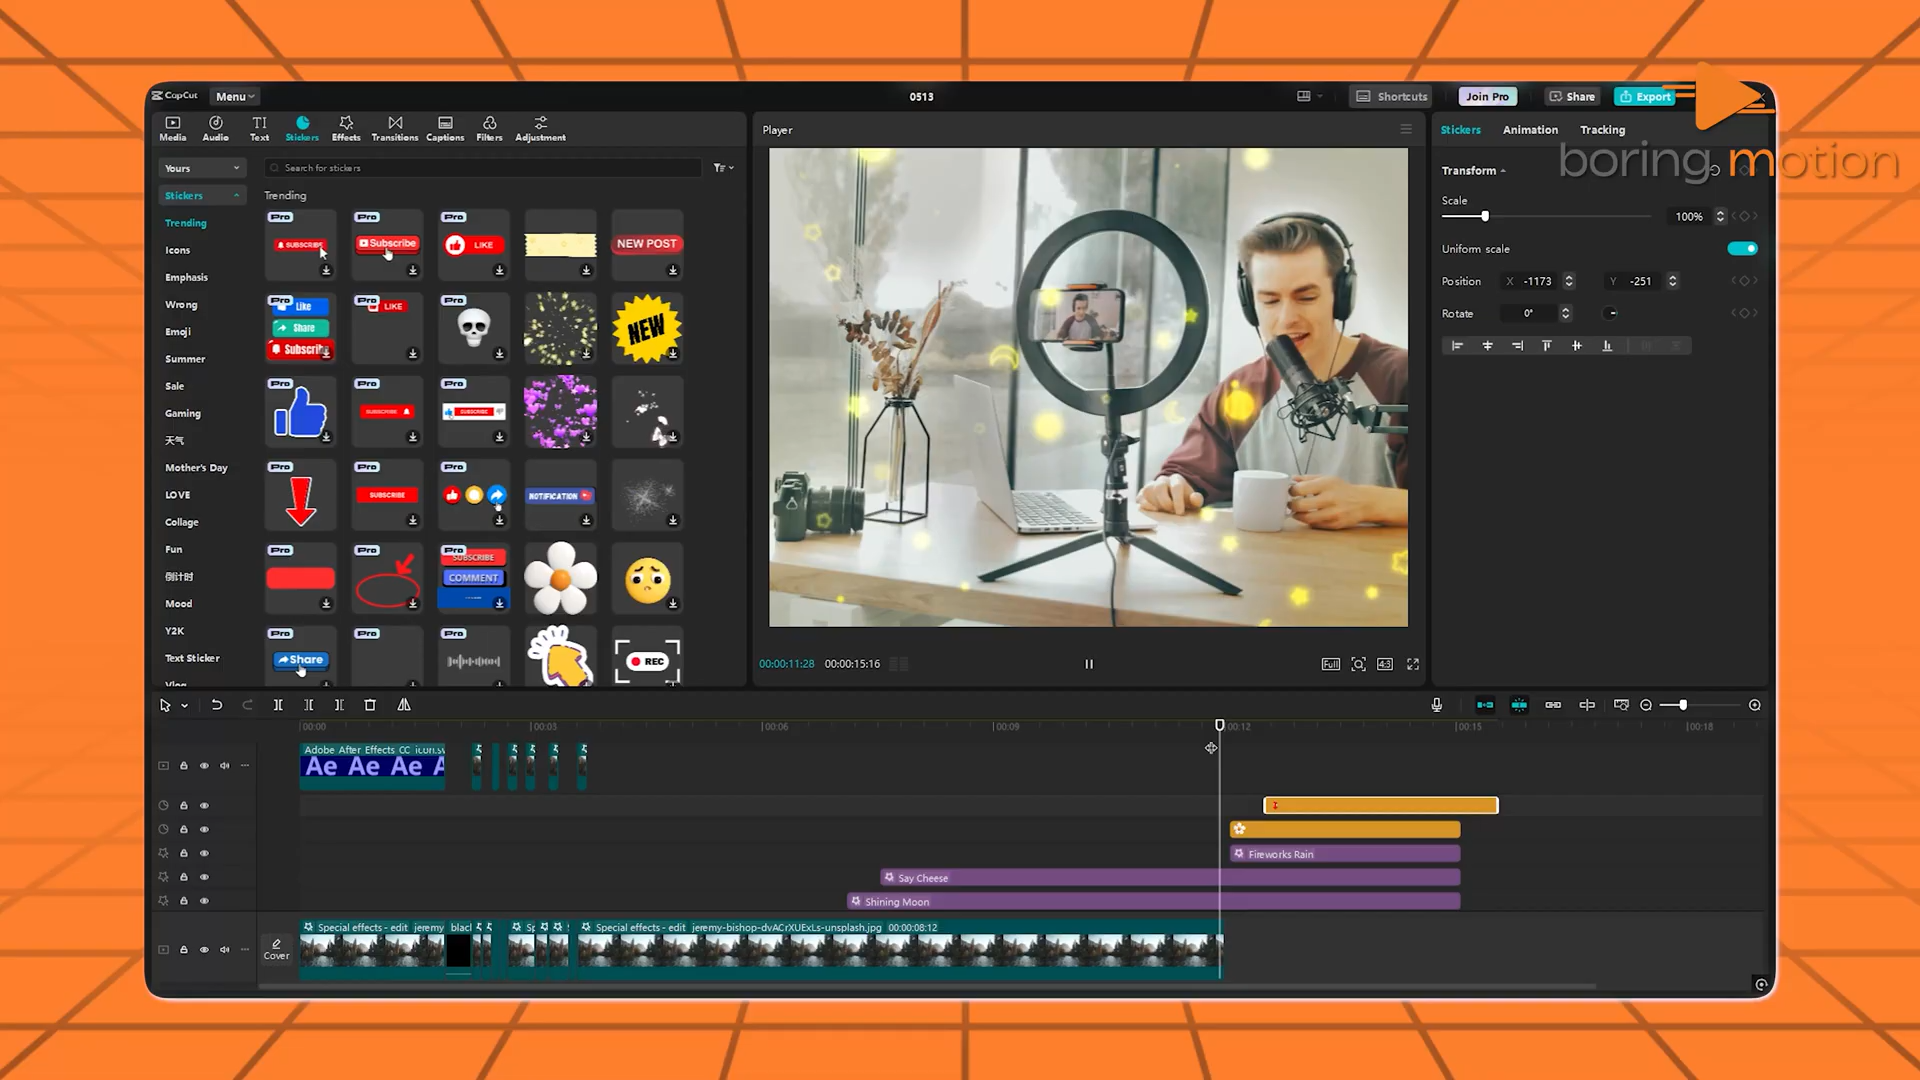 CapCut
Menu
0513
Shortcuts
Join Pro
Share
Export
boring motion
Media
Audio
Text
Stickers
Effects
Transitions
Captions
Filters
Adjustment
Yours
Search for stickers
Stickers
Trending
Trending
Icons
Emphasis
Wrong
Emoji
Summer
Sale
Gaming
天气
Mother's Day
LOVE
Collage
Fun
倒计时
Mood
Y2K
Text Sticker
Vlog
Pro
SUBSCRIBE
Pro
Subscribe
Pro
LIKE
NEW POST
Pro
Like
Share
Subscribe
Pro
LIKE
Pro
NEW
Pro
Pro
SUBSCRIBE
Pro
SUBSCRIBE
Pro
Pro
SUBSCRIBE
Pro
NOTIFICATION
Pro
Pro
Pro
SUBSCRIBE
COMMENT
Pro
Share
Pro
Pro
REC
Player
00:00:11:28
00:00:15:16
Full
4:3
Stickers
Animation
Tracking
Transform
Scale
100%
Uniform scale
Position
X -1173
Y -251
Rotate
0°
00:00
00:03
00:06
00:09
00:12
00:15
00:18
Adobe After Effects CC icon.sv
Ae Ae Ae A
Fireworks Rain
Say Cheese
Shining Moon
Cover
Special effects - edit jeremy
blac
Sp
Special effects - edit jeremy-bishop-dvACrXUExLs-unsplash.jpg 00:00:08:12